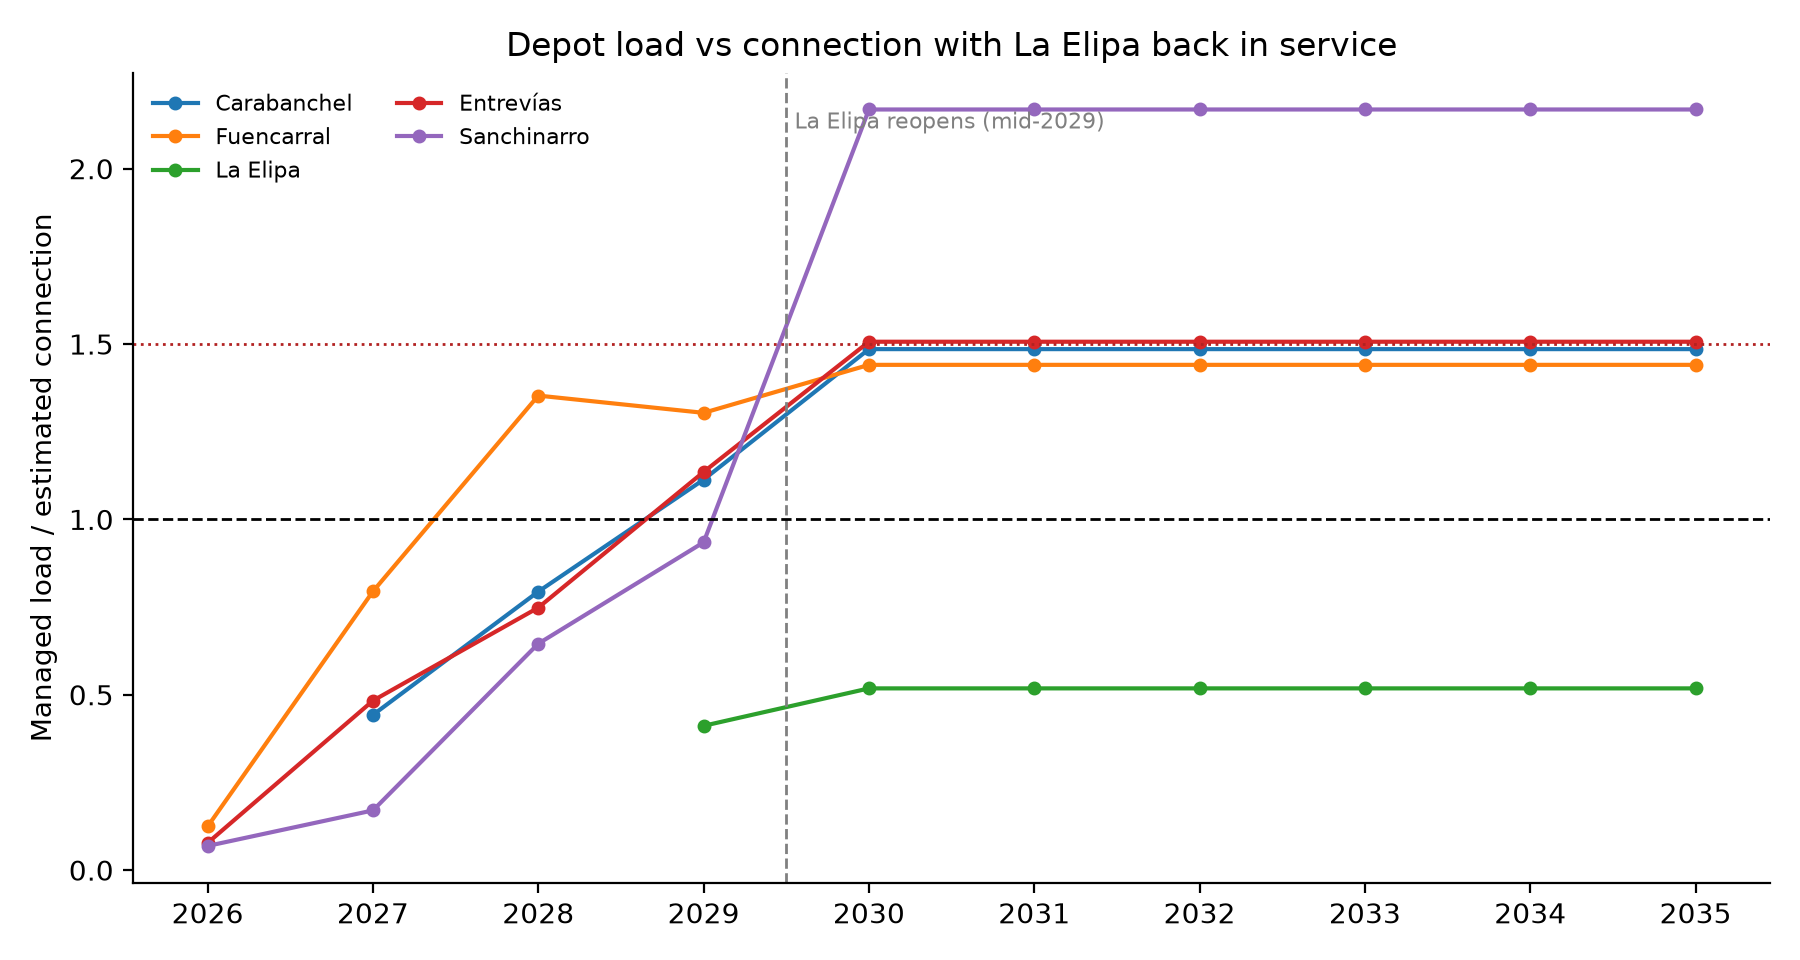 Depot load vs connection with La Elipa back in service
Carabanchel
Fuencarral
La Elipa
Entrevías
Sanchinarro
La Elipa reopens (mid-2029)
Managed load / estimated connection
2.0
1.5
1.0
0.5
0.0
2026 2027 2028 2029 2030 2031 2032 2033 2034 2035